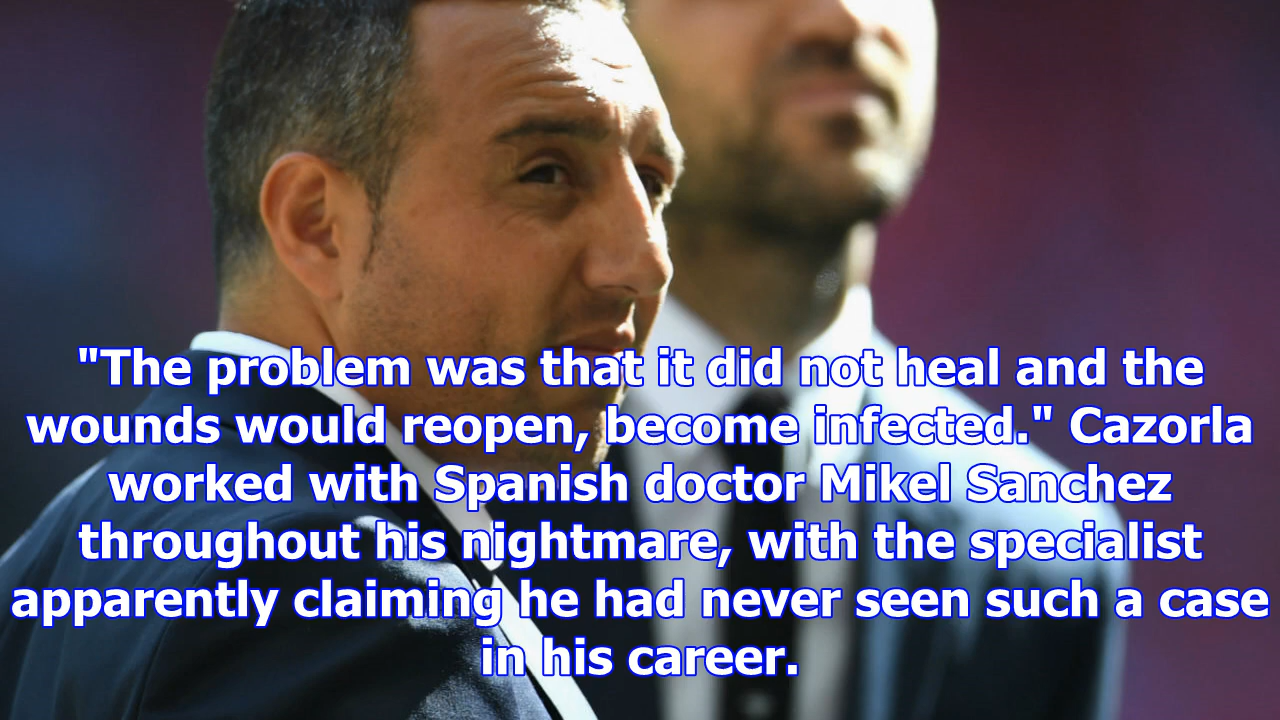 "The problem was that it did not heal and the
wounds would reopen, become infected." Cazorla
worked with Spanish doctor Mikel Sanchez
throughout his nightmare, with the specialist
apparently claiming he had never seen such a case
in his career.